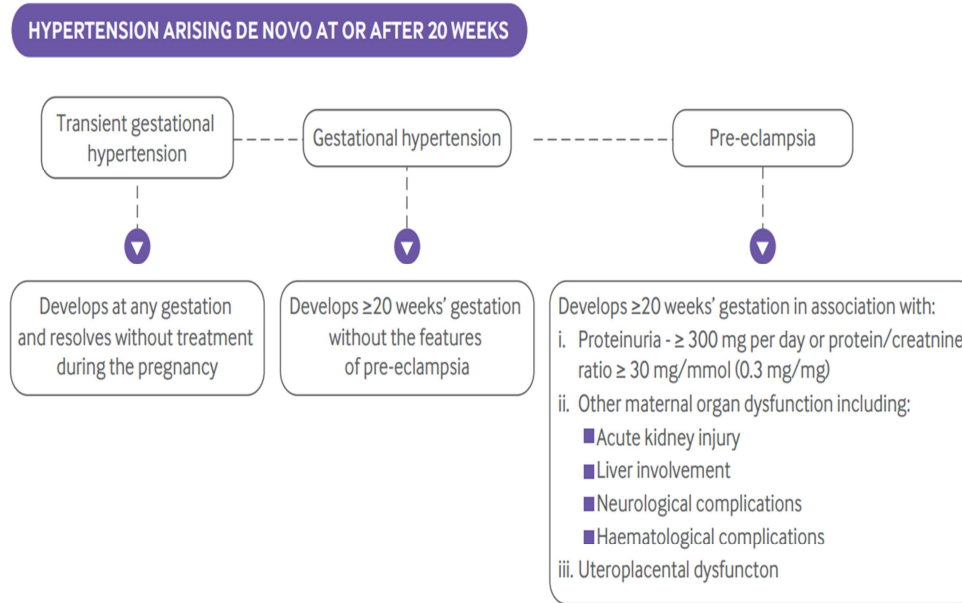 HYPERTENSION ARISING DE NOVO AT OR AFTER 20 WEEKS
Transient gestational
hypertension
Gestational hypertension
Pre-eclampsia
Develops at any gestation
and resolves without treatment
during the pregnancy
Develops ≥20 weeks' gestation
without the features
of pre-eclampsia
Develops ≥20 weeks' gestation in association with:
i. Proteinuria - ≥ 300 mg per day or protein/creatnine
ratio ≥ 30 mg/mmol (0.3 mg/mg)
ii. Other maternal organ dysfunction including:
Acute kidney injury
Liver involvement
Neurological complications
Haematological complications
iii. Uteroplacental dysfuncton